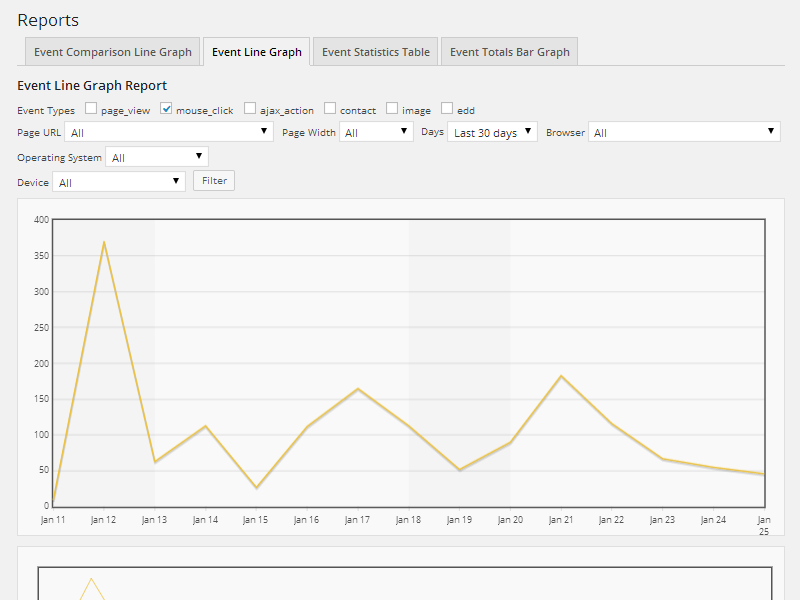 Reports
Event Comparison Line Graph Event Line Graph Event Statistics Table Event Totals Bar Graph
Event Line Graph Report
Event Types page_view mouse_click ajax_action contact image edd
Page URL All Page Width All Days Last 30 days Browser All
Operating System All
Device All Filter
400
350
300
250
200
150
100
50
0
Jan 11 Jan 12 Jan 13 Jan 14 Jan 15 Jan 16 Jan 17 Jan 18 Jan 19 Jan 20 Jan 21 Jan 22 Jan 23 Jan 24 Jan
25